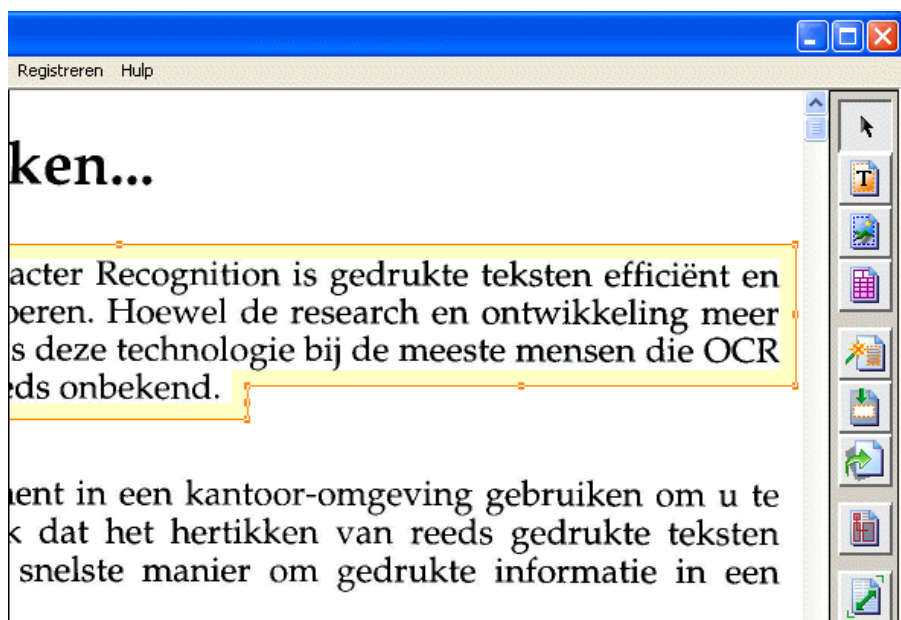 Registreren Hulp
ken...
acter Recognition is gedrukte teksten efficiënt en
eren. Hoewel de research en ontwikkeling meer
s deze technologie bij de meeste mensen die OCR
eds onbekend.
ent in een kantoor-omgeving gebruiken om u te
k dat het hertikken van reeds gedrukte teksten
snelste manier om gedrukte informatie in een
T